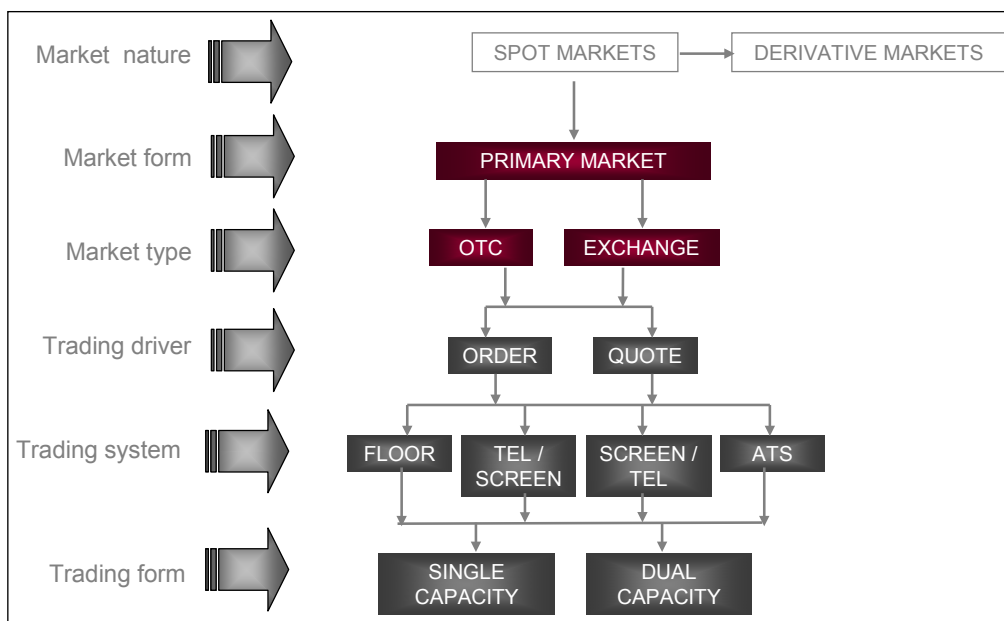 Market nature
SPOT MARKETS
DERIVATIVE MARKETS
Market form
PRIMARY MARKET
Market type
OTC
EXCHANGE
Trading driver
ORDER
QUOTE
Trading system
FLOOR
TEL /
SCREEN
SCREEN /
TEL
ATS
Trading form
SINGLE
CAPACITY
DUAL
CAPACITY